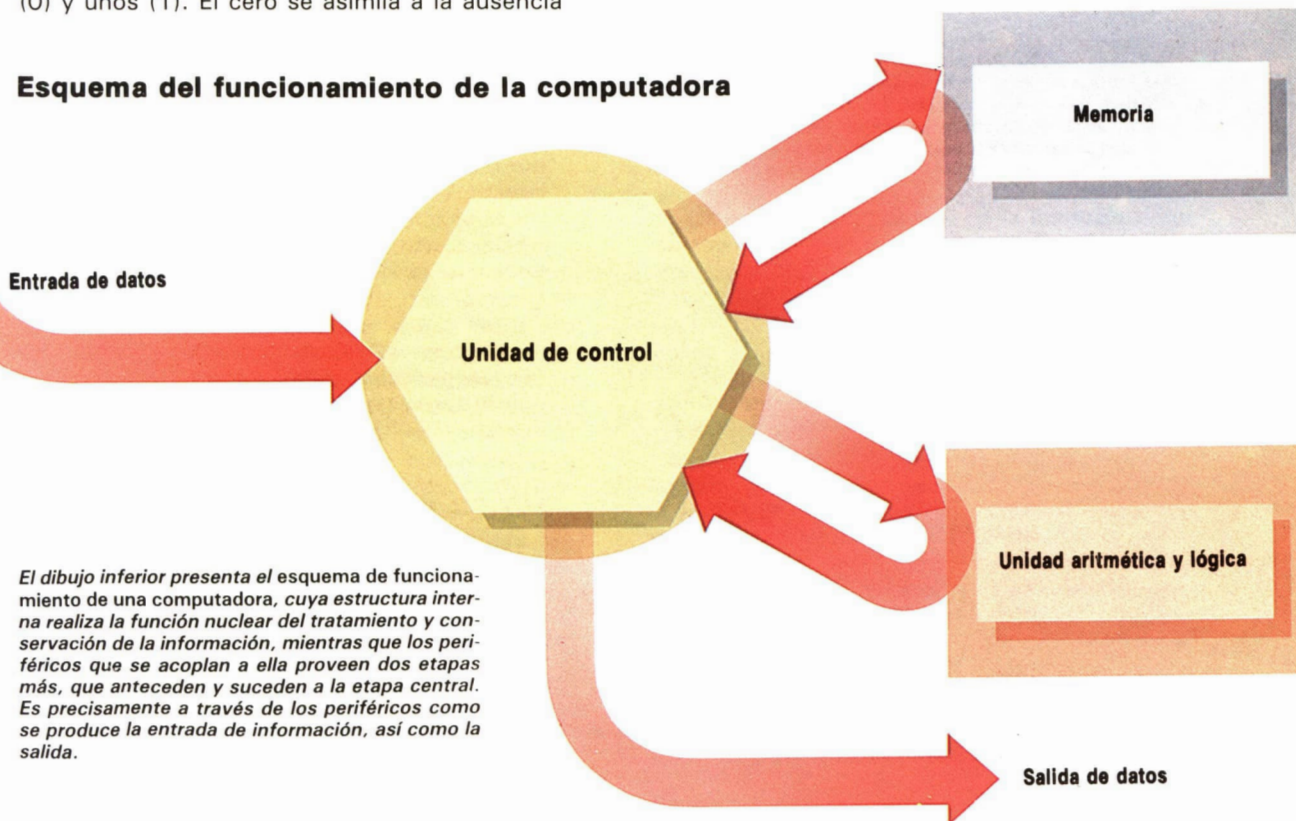 (0) y unos (1). El cero se asimila a la ausencia
Esquema del funcionamiento de la computadora
Memoria
Entrada de datos
Unidad de control
Unidad aritmética y lógica
El dibujo inferior presenta el esquema de funciona-
miento de una computadora, cuya estructura inter-
na realiza la función nuclear del tratamiento y con-
servación de la información, mientras que los peri-
féricos que se acoplan a ella proveen dos etapas
más, que anteceden y suceden a la etapa central.
Es precisamente a través de los periféricos como
se produce la entrada de información, así como la
salida.
Salida de datos